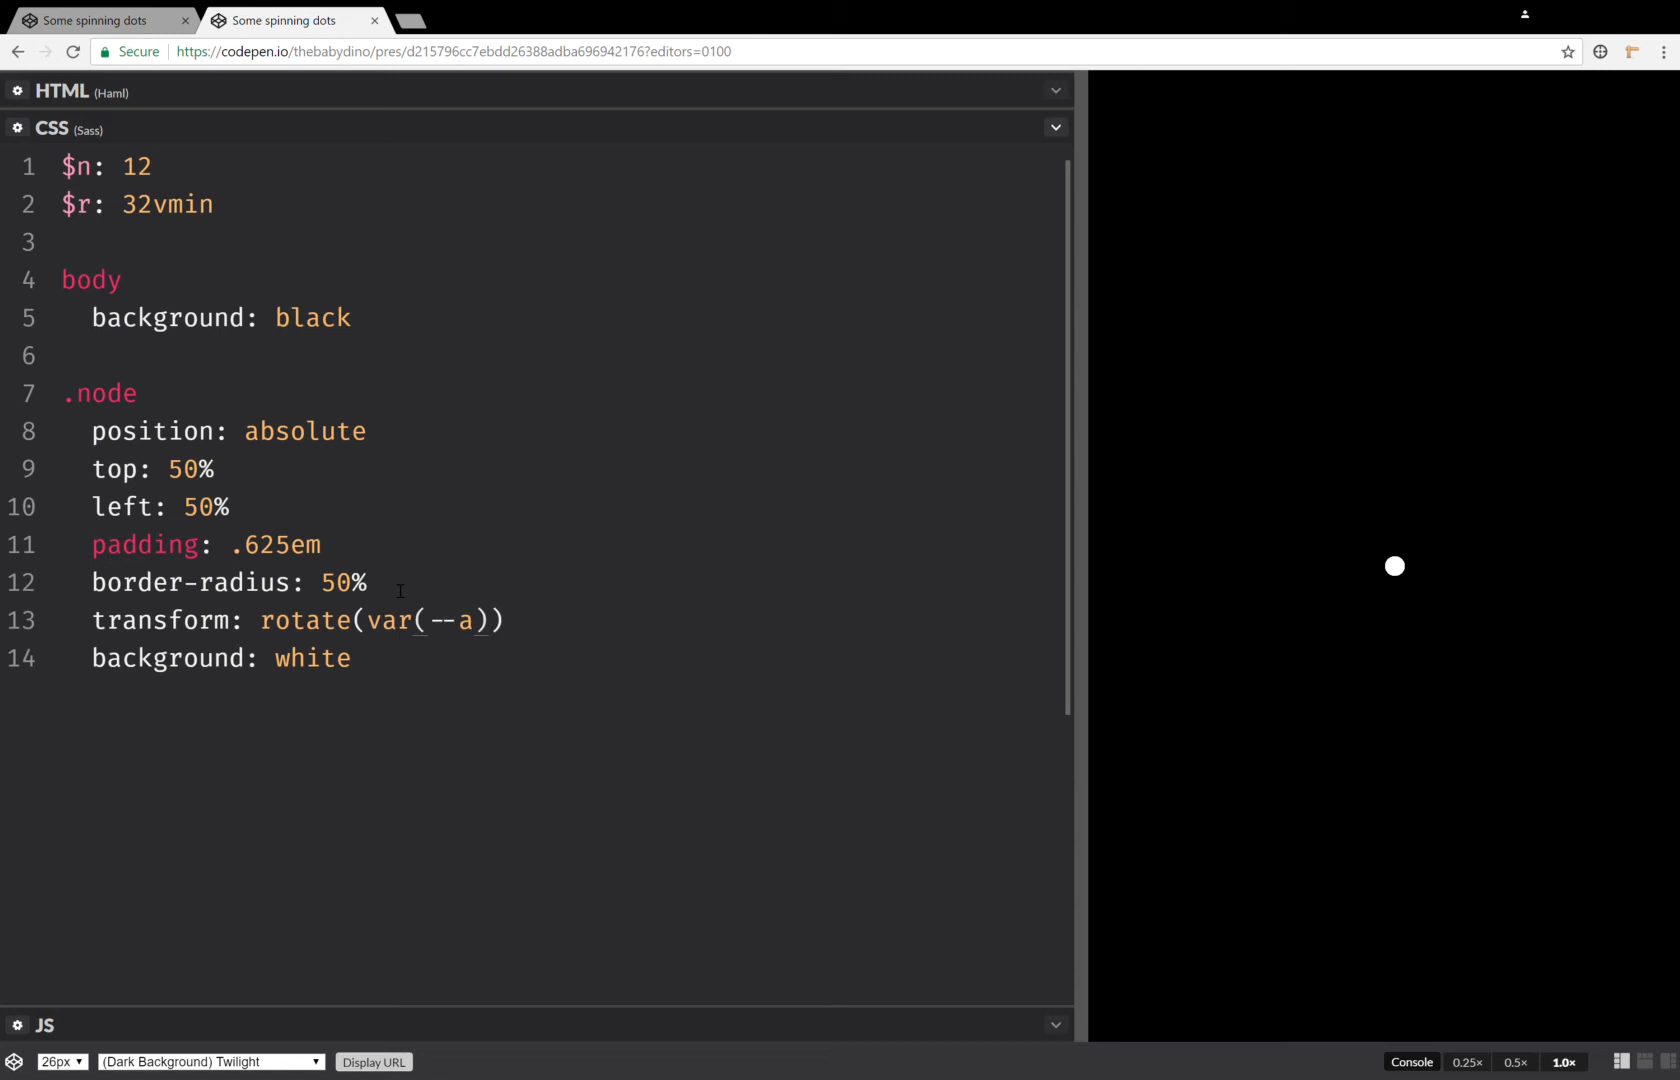 Some spinning dots
Some spinning dots
Secure https://codepen.io/thebabydino/pres/d215796cc7ebdd26388adba696942176?editors=0100
HTML (Haml)
CSS (Sass)
1 $n: 12
2 $r: 32vmin
3
4 body
5 background: black
6
7 .node
8 position: absolute
9 top: 50%
10 left: 50%
11 padding: .625em
12 border-radius: 50%
13 transform: rotate(var(--a))
14 background: white
JS
26px (Dark Background) Twilight Display URL Console 0.25× 0.5× 1.0×